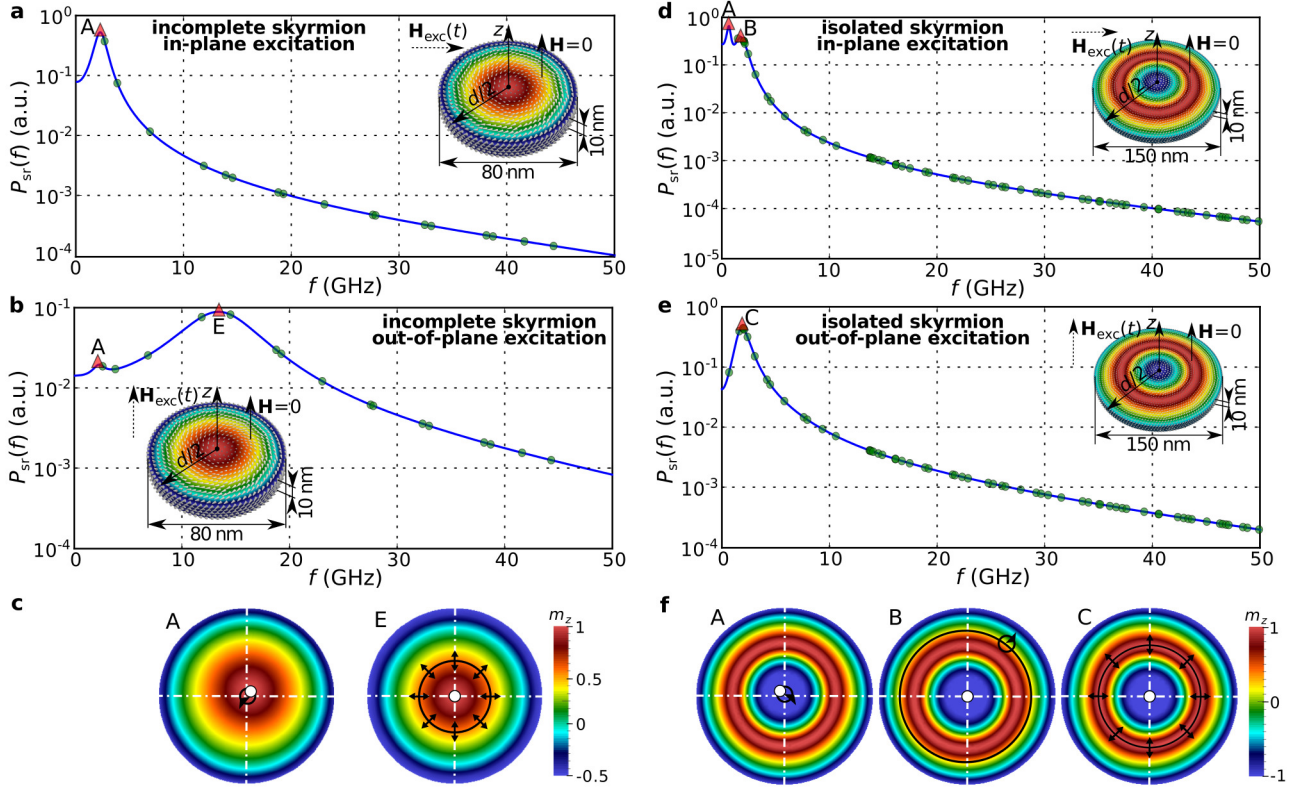 a
10⁰
10⁻¹
10⁻²
10⁻³
10⁻⁴
P_sr(f) (a.u.)
A
incomplete skyrmion
in-plane excitation
H_exc(t)
z
H=0
d/2
10 nm
80 nm
0 10 20 30 40 50
f (GHz)
b
10⁻¹
10⁻²
10⁻³
10⁻⁴
P_sr(f) (a.u.)
A
E
incomplete skyrmion
out-of-plane excitation
H_exc(t)
z
H=0
d/2
10 nm
80 nm
0 10 20 30 40 50
f (GHz)
c
A
E
m_z
1
0.5
0
-0.5
d
10⁰
10⁻¹
10⁻²
10⁻³
10⁻⁴
10⁻⁵
P_sr(f) (a.u.)
A
B
isolated skyrmion
in-plane excitation
H_exc(t)
z
H=0
d/2
10 nm
150 nm
0 10 20 30 40 50
f (GHz)
e
10⁰
10⁻¹
10⁻²
10⁻³
10⁻⁴
P_sr(f) (a.u.)
C
isolated skyrmion
out-of-plane excitation
H_exc(t)
z
H=0
d/2
10 nm
150 nm
0 10 20 30 40 50
f (GHz)
f
A
B
C
m_z
1
0
-1